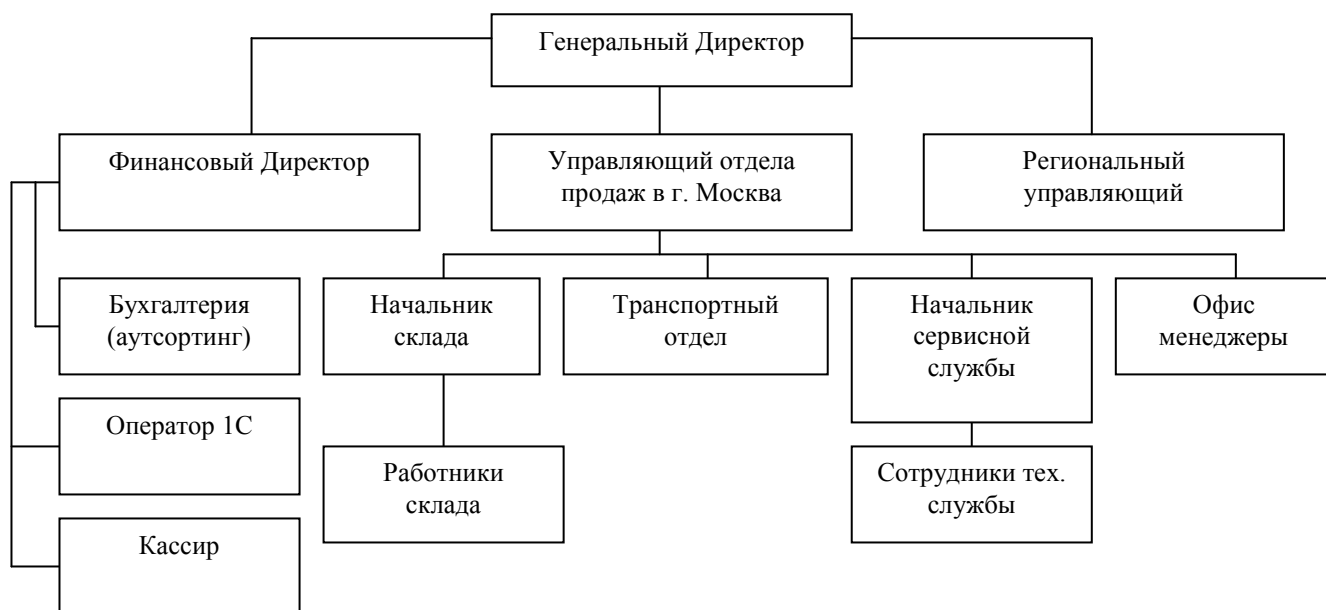 Генеральный Директор
Финансовый Директор
Управляющий отдела
продаж в г. Москва
Региональный
управляющий
Бухгалтерия
(аутсортинг)
Начальник
склада
Транспортный
отдел
Начальник
сервисной
службы
Офис
менеджеры
Оператор 1С
Работники
склада
Сотрудники тех.
службы
Кассир